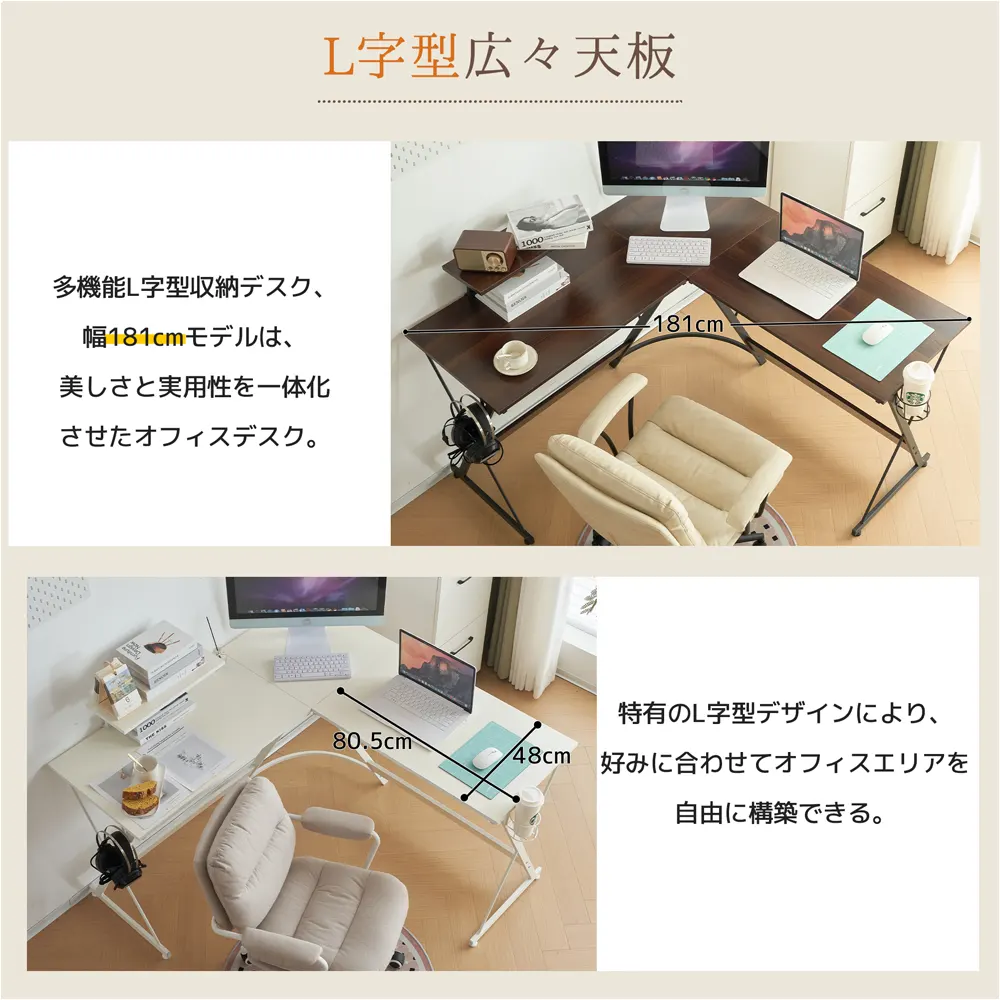 L字型広々天板
多機能L字型収納デスク、
幅181cmモデルは、
美しさと実用性を一体化
させたオフィスデスク。
1000
181cm
1000
80.5cm
48cm
特有のL字型デザインにより、
好みに合わせてオフィスエリアを
自由に構築できる。